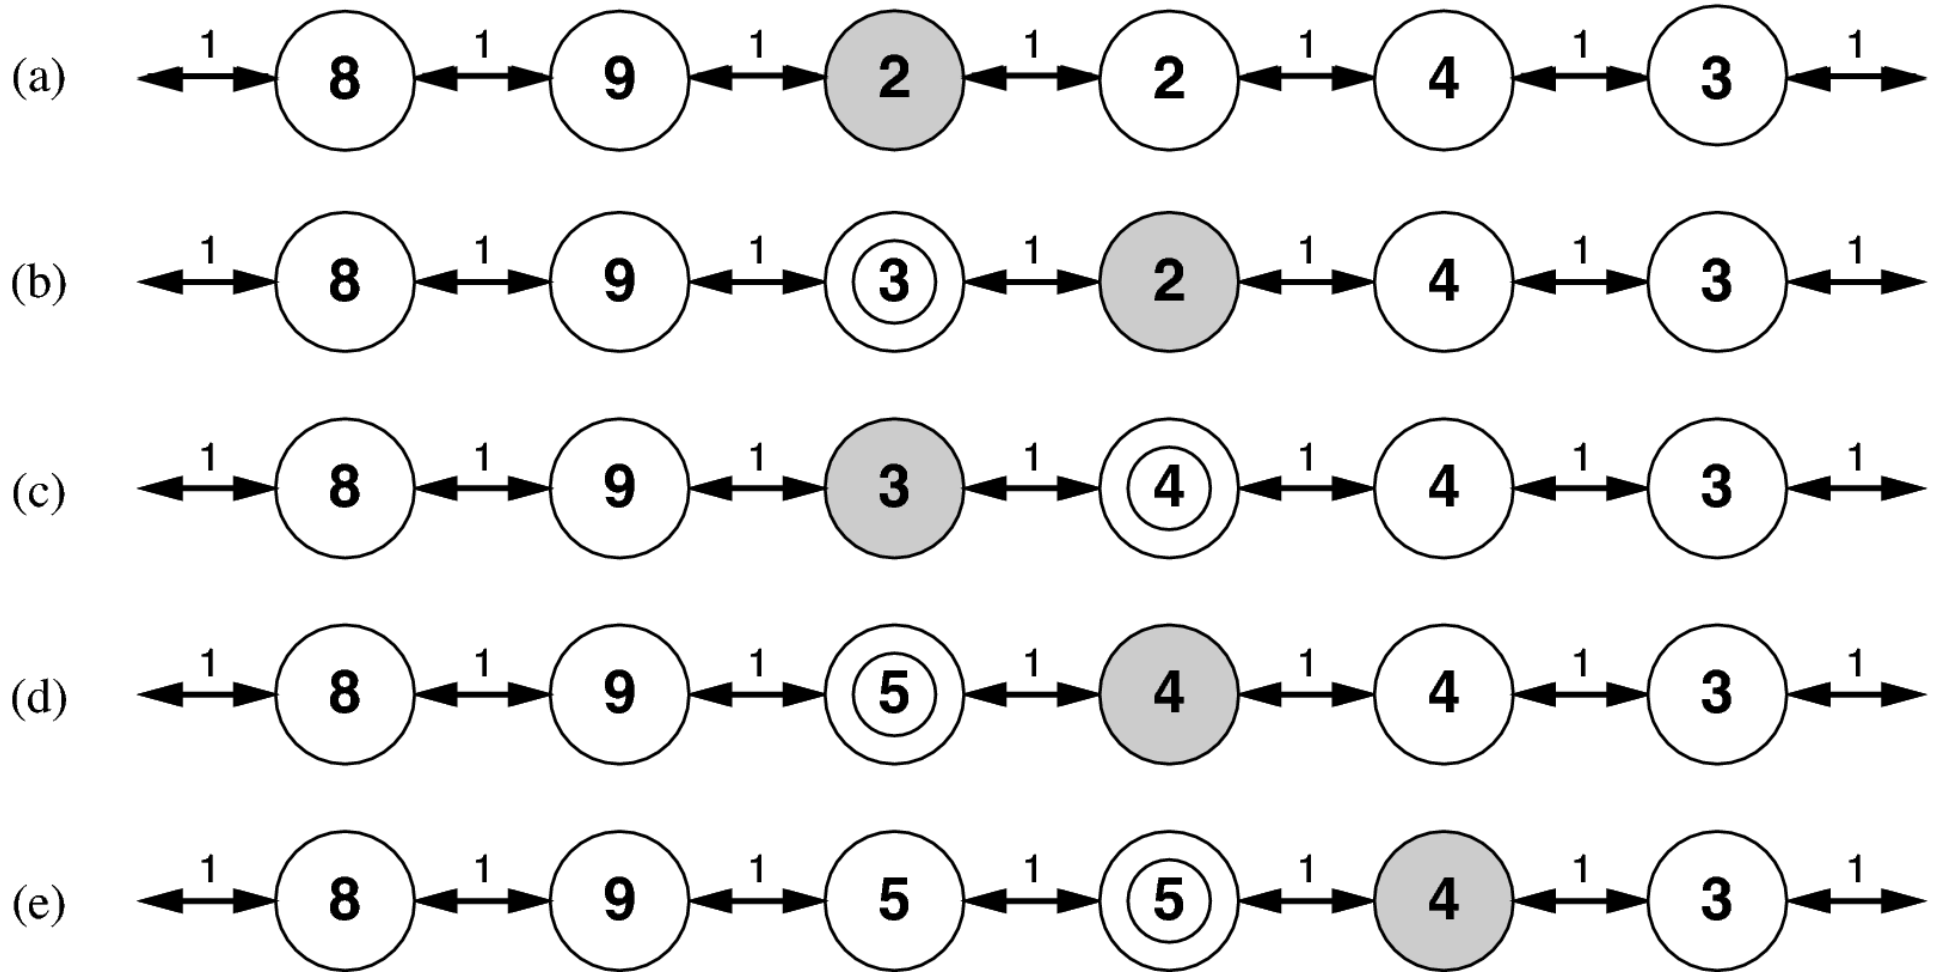 1 1 1 1 1 1 1
(a) 8 9 2 2 4 3
1 1 1 1 1 1 1
(b) 8 9 3 2 4 3
1 1 1 1 1 1 1
(c) 8 9 3 4 4 3
1 1 1 1 1 1 1
(d) 8 9 5 4 4 3
1 1 1 1 1 1 1
(e) 8 9 5 5 4 3